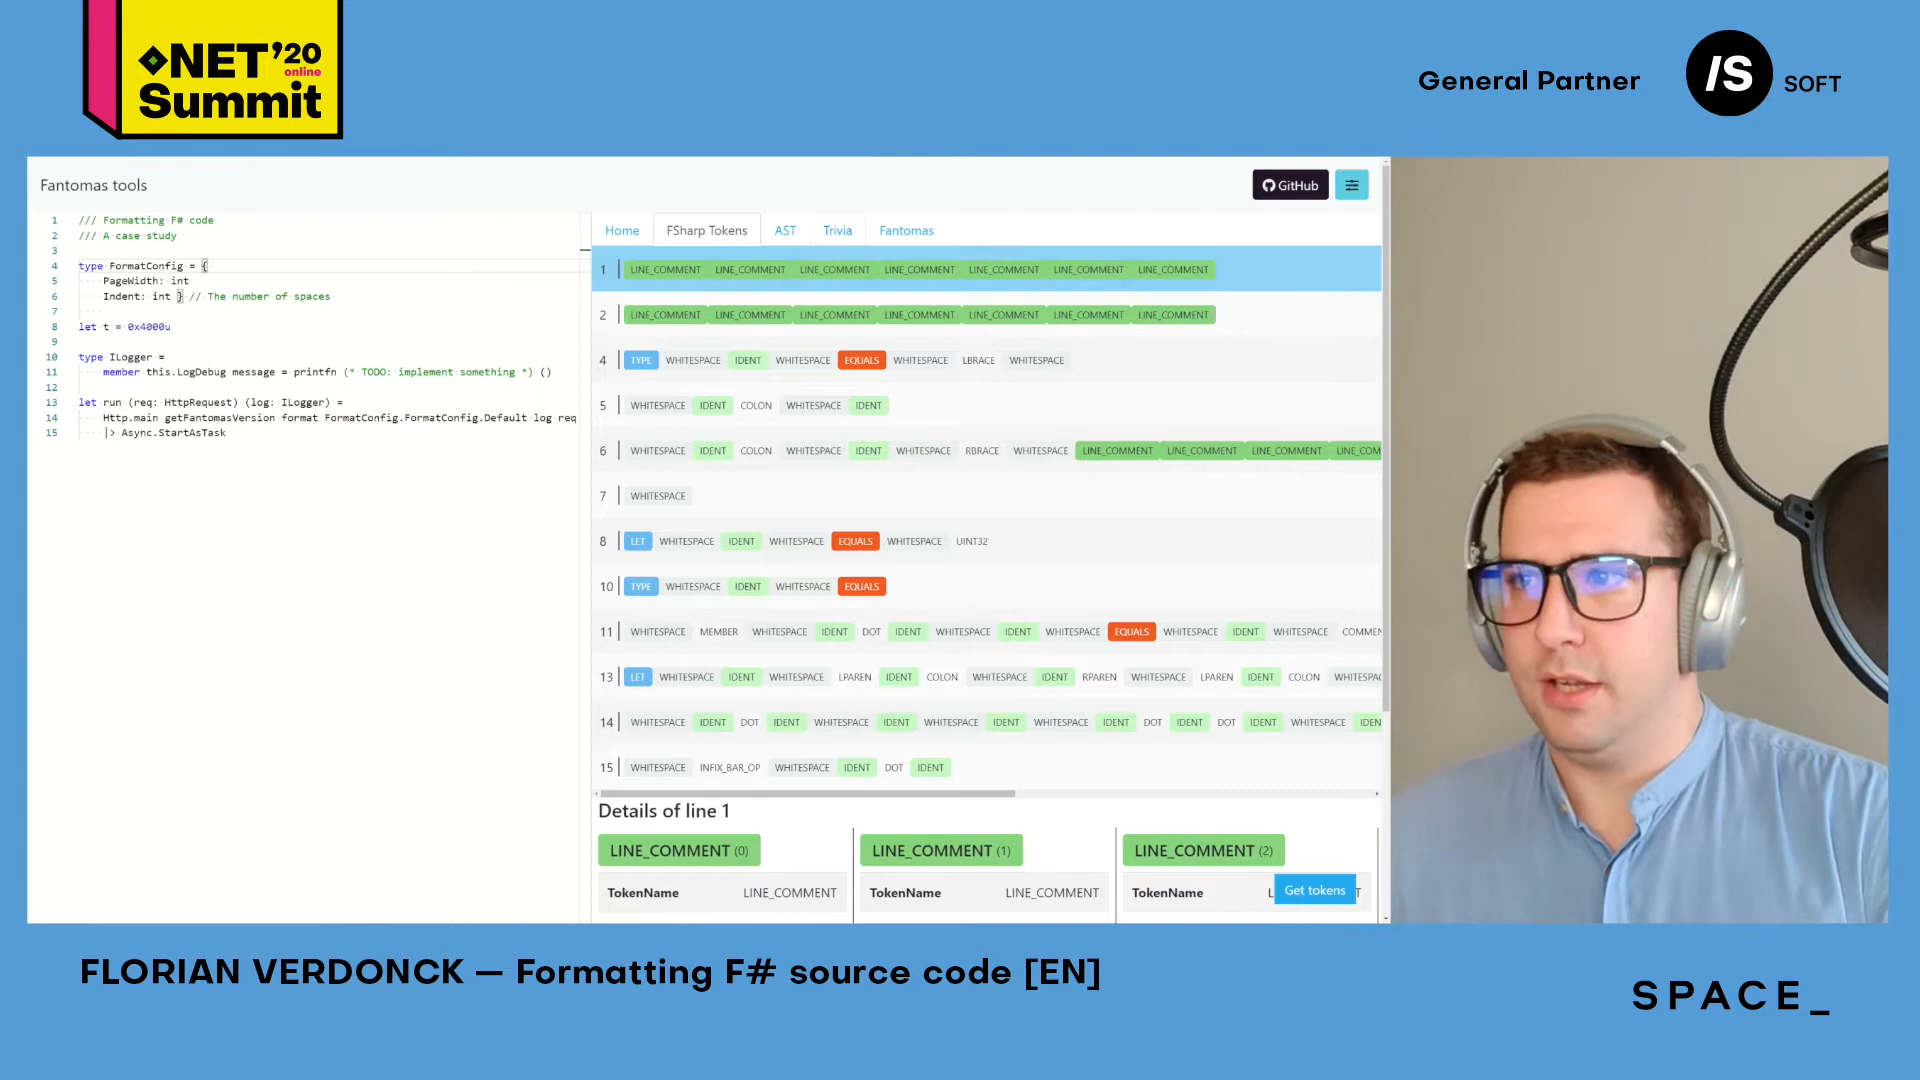 NET'20
online
Summit
General Partner
/S SOFT
Fantomas tools
GitHub
1 /// Formatting F# code
2 /// A case study
3
4 type FormatConfig = {
5 PageWidth: int
6 Indent: int } // The number of spaces
7
8 let t = 0x4000u
9
10 type ILogger =
11 member this.LogDebug message = printfn (* TODO: implement something *) ()
12
13 let run (req: HttpRequest) (log: ILogger) =
14 Http.main getFantomasVersion format FormatConfig.FormatConfig.Default log req
15 |> Async.StartAsTask
Home FSharp Tokens AST Trivia Fantomas
1 LINE_COMMENT LINE_COMMENT LINE_COMMENT LINE_COMMENT LINE_COMMENT LINE_COMMENT LINE_COMMENT
2 LINE_COMMENT LINE_COMMENT LINE_COMMENT LINE_COMMENT LINE_COMMENT LINE_COMMENT LINE_COMMENT
4 TYPE WHITESPACE IDENT WHITESPACE EQUALS WHITESPACE LBRACE WHITESPACE
5 WHITESPACE IDENT COLON WHITESPACE IDENT
6 WHITESPACE IDENT COLON WHITESPACE IDENT WHITESPACE RBRACE WHITESPACE LINE_COMMENT LINE_COMMENT LINE_COMMENT LINE_COM
7 WHITESPACE
8 LET WHITESPACE IDENT WHITESPACE EQUALS WHITESPACE UINT32
10 TYPE WHITESPACE IDENT WHITESPACE EQUALS
11 WHITESPACE MEMBER WHITESPACE IDENT DOT IDENT WHITESPACE IDENT WHITESPACE EQUALS WHITESPACE IDENT WHITESPACE COMMEN
13 LET WHITESPACE IDENT WHITESPACE LPAREN IDENT COLON WHITESPACE IDENT RPAREN WHITESPACE LPAREN IDENT COLON WHITESPAC
14 WHITESPACE IDENT DOT IDENT WHITESPACE IDENT WHITESPACE IDENT WHITESPACE IDENT DOT IDENT DOT IDENT WHITESPACE IDEN
15 WHITESPACE INFIX_BAR_OP WHITESPACE IDENT DOT IDENT
Details of line 1
LINE_COMMENT (0) LINE_COMMENT (1) LINE_COMMENT (2)
TokenName LINE_COMMENT TokenName LINE_COMMENT TokenName L T
Get tokens
FLORIAN VERDONCK — Formatting F# source code [EN]
SPACE_